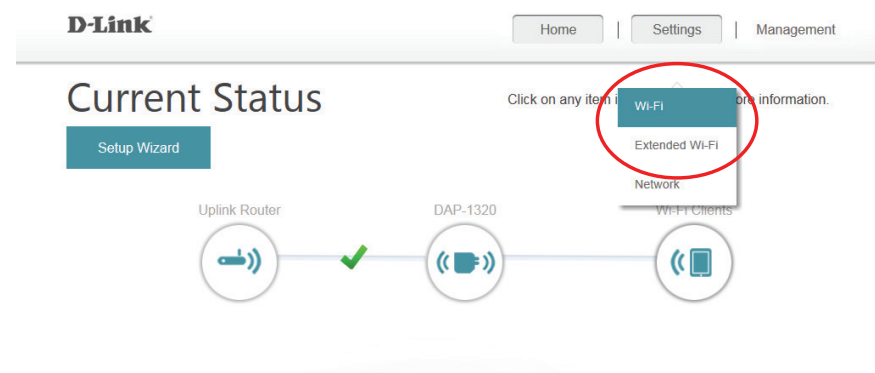 D-Link
Home | Settings | Management
Current Status
Click on any item i ore information.
Wi-Fi
Setup Wizard
Extended Wi-Fi
Network
Uplink Router
DAP-1320
Wi-Fi Clients